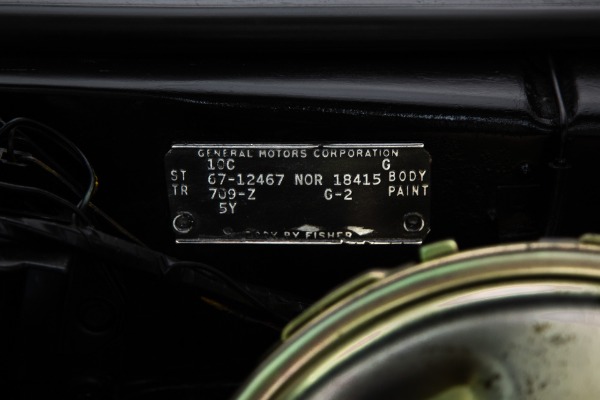 GENERAL MOTORS CORPORATION
10C G
ST 67-12467 NOR 18415 BODY
TR 709-Z G-2 PAINT
5Y
BODY BY FISHER